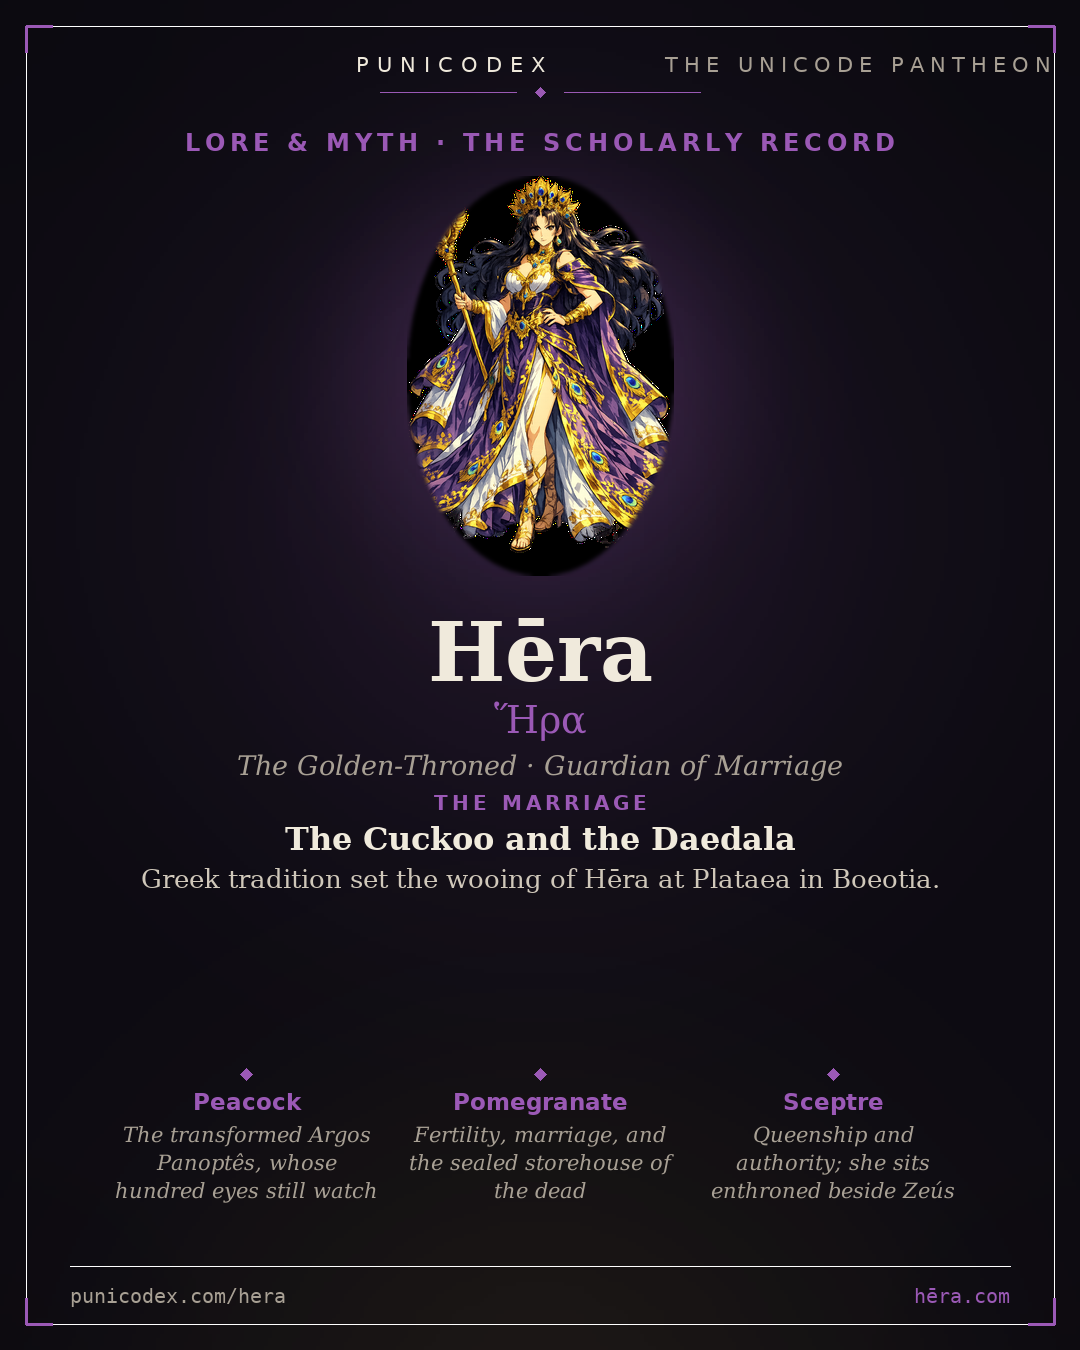 PUNICODEX THE UNICODE PANTHEON
LORE & MYTH · THE SCHOLARLY RECORD
Hēra
Ἥρα
The Golden-Throned · Guardian of Marriage
THE MARRIAGE
The Cuckoo and the Daedala
Greek tradition set the wooing of Hēra at Plataea in Boeotia.
Peacock
The transformed Argos
Panoptês, whose
hundred eyes still watch
Pomegranate
Fertility, marriage, and
the sealed storehouse of
the dead
Sceptre
Queenship and
authority; she sits
enthroned beside Zeús
punicodex.com/hera
hēra.com